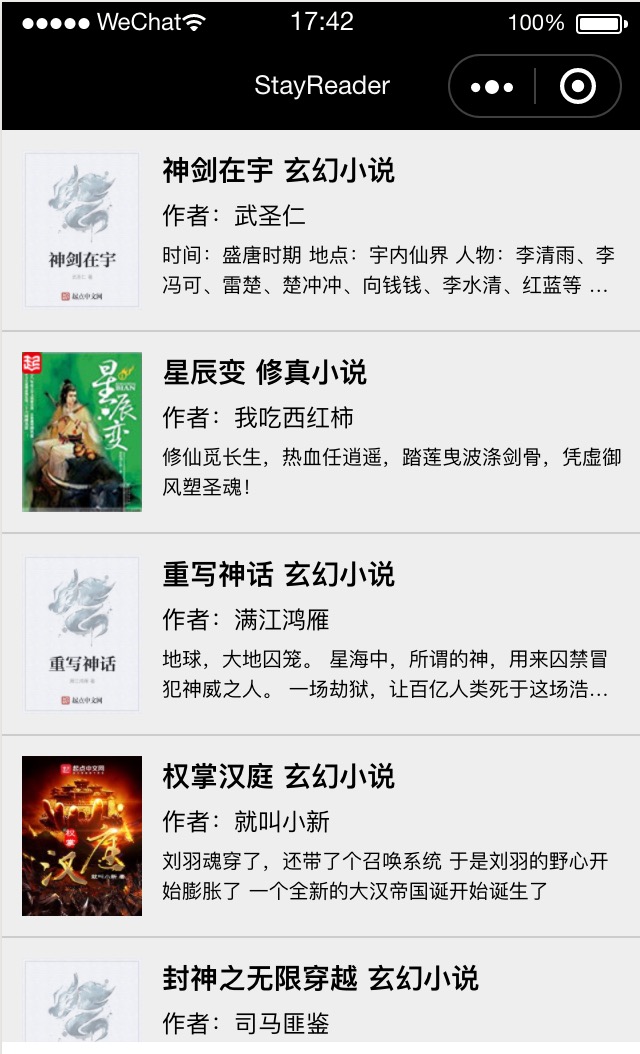 WeChat 17:42 100%
StayReader
神剑在宇 玄幻小说
作者：武圣仁
时间：盛唐时期 地点：宇内仙界 人物：李清雨、李
冯可、雷楚、楚冲冲、向钱钱、李水清、红蓝等 ...
神剑在宇
起点中文网
星辰变 修真小说
作者：我吃西红柿
修仙觅长生，热血任逍遥，踏莲曳波涤剑骨，凭虚御
风塑圣魂！
起
星辰变
BIAN
重写神话 玄幻小说
作者：满江鸿雁
地球，大地囚笼。 星海中，所谓的神，用来囚禁冒
犯神威之人。 一场劫狱，让百亿人类死于这场浩...
重写神话
起点中文网
权掌汉庭 玄幻小说
作者：就叫小新
刘羽魂穿了，还带了个召唤系统 于是刘羽的野心开
始膨胀了 一个全新的大汉帝国诞开始诞生了
起点中文网
权掌
汉庭
就叫小新 著
封神之无限穿越 玄幻小说
作者：司马匪鉴